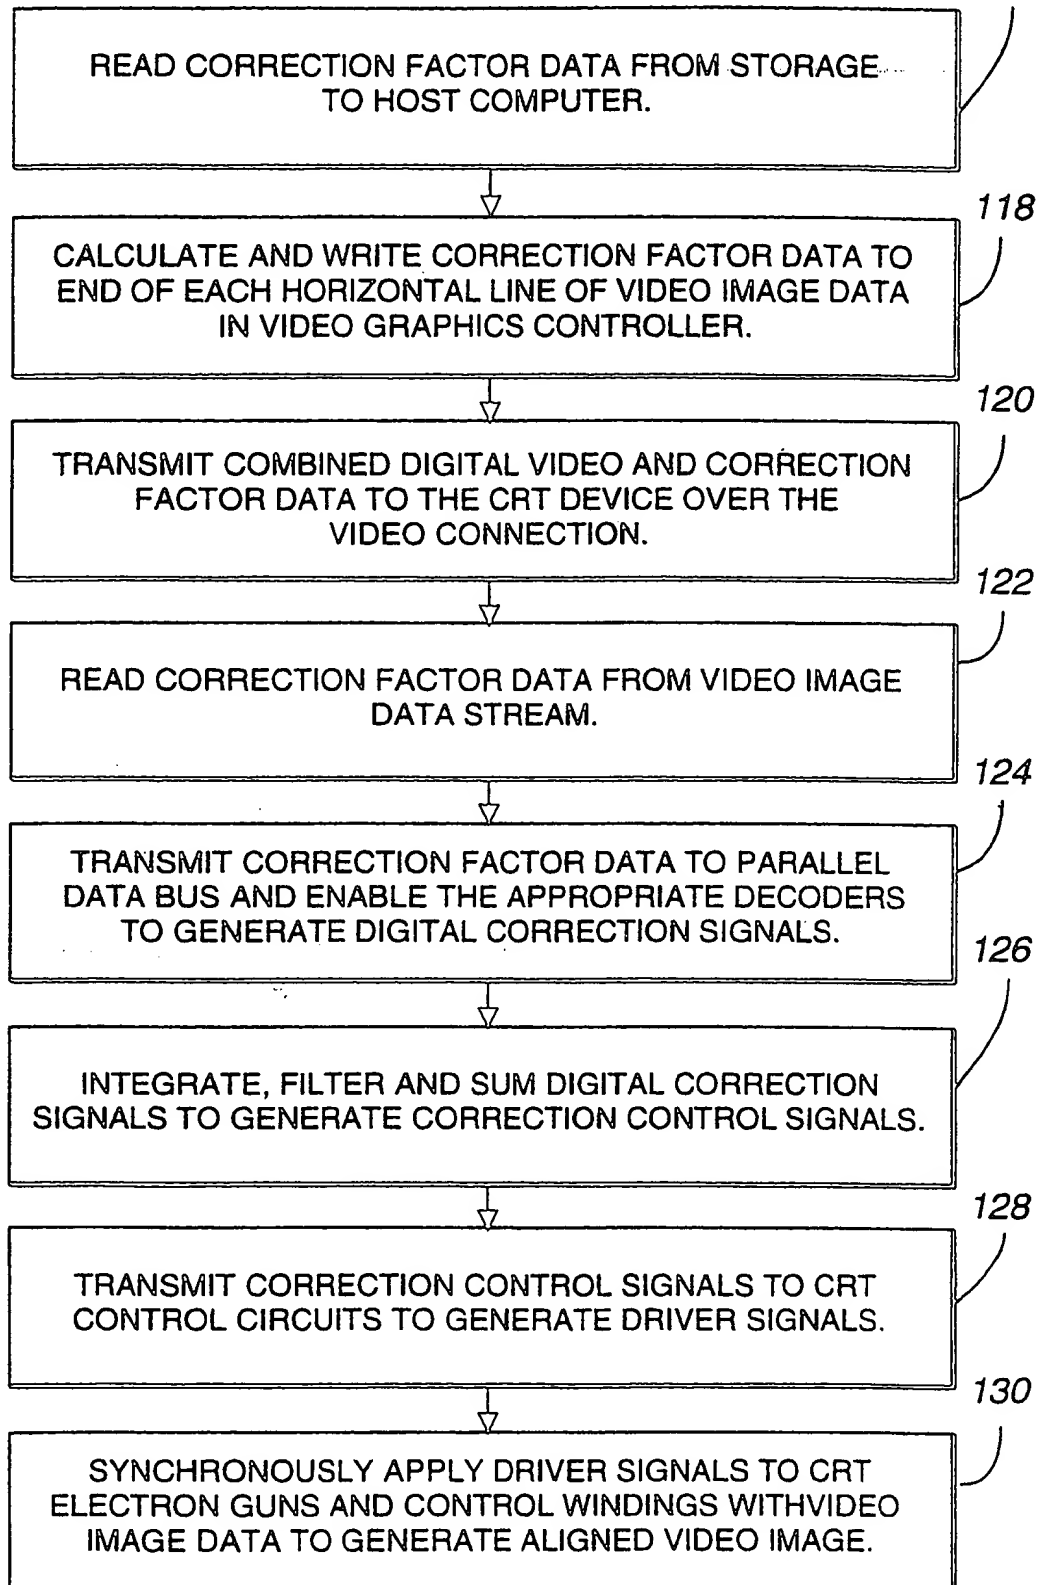 READ CORRECTION FACTOR DATA FROM STORAGE
TO HOST COMPUTER.
118
CALCULATE AND WRITE CORRECTION FACTOR DATA TO
END OF EACH HORIZONTAL LINE OF VIDEO IMAGE DATA
IN VIDEO GRAPHICS CONTROLLER.
120
TRANSMIT COMBINED DIGITAL VIDEO AND CORRECTION
FACTOR DATA TO THE CRT DEVICE OVER THE
VIDEO CONNECTION.
122
READ CORRECTION FACTOR DATA FROM VIDEO IMAGE
DATA STREAM.
124
TRANSMIT CORRECTION FACTOR DATA TO PARALLEL
DATA BUS AND ENABLE THE APPROPRIATE DECODERS
TO GENERATE DIGITAL CORRECTION SIGNALS.
126
INTEGRATE, FILTER AND SUM DIGITAL CORRECTION
SIGNALS TO GENERATE CORRECTION CONTROL SIGNALS.
128
TRANSMIT CORRECTION CONTROL SIGNALS TO CRT
CONTROL CIRCUITS TO GENERATE DRIVER SIGNALS.
130
SYNCHRONOUSLY APPLY DRIVER SIGNALS TO CRT
ELECTRON GUNS AND CONTROL WINDINGS WITHVIDEO
IMAGE DATA TO GENERATE ALIGNED VIDEO IMAGE.